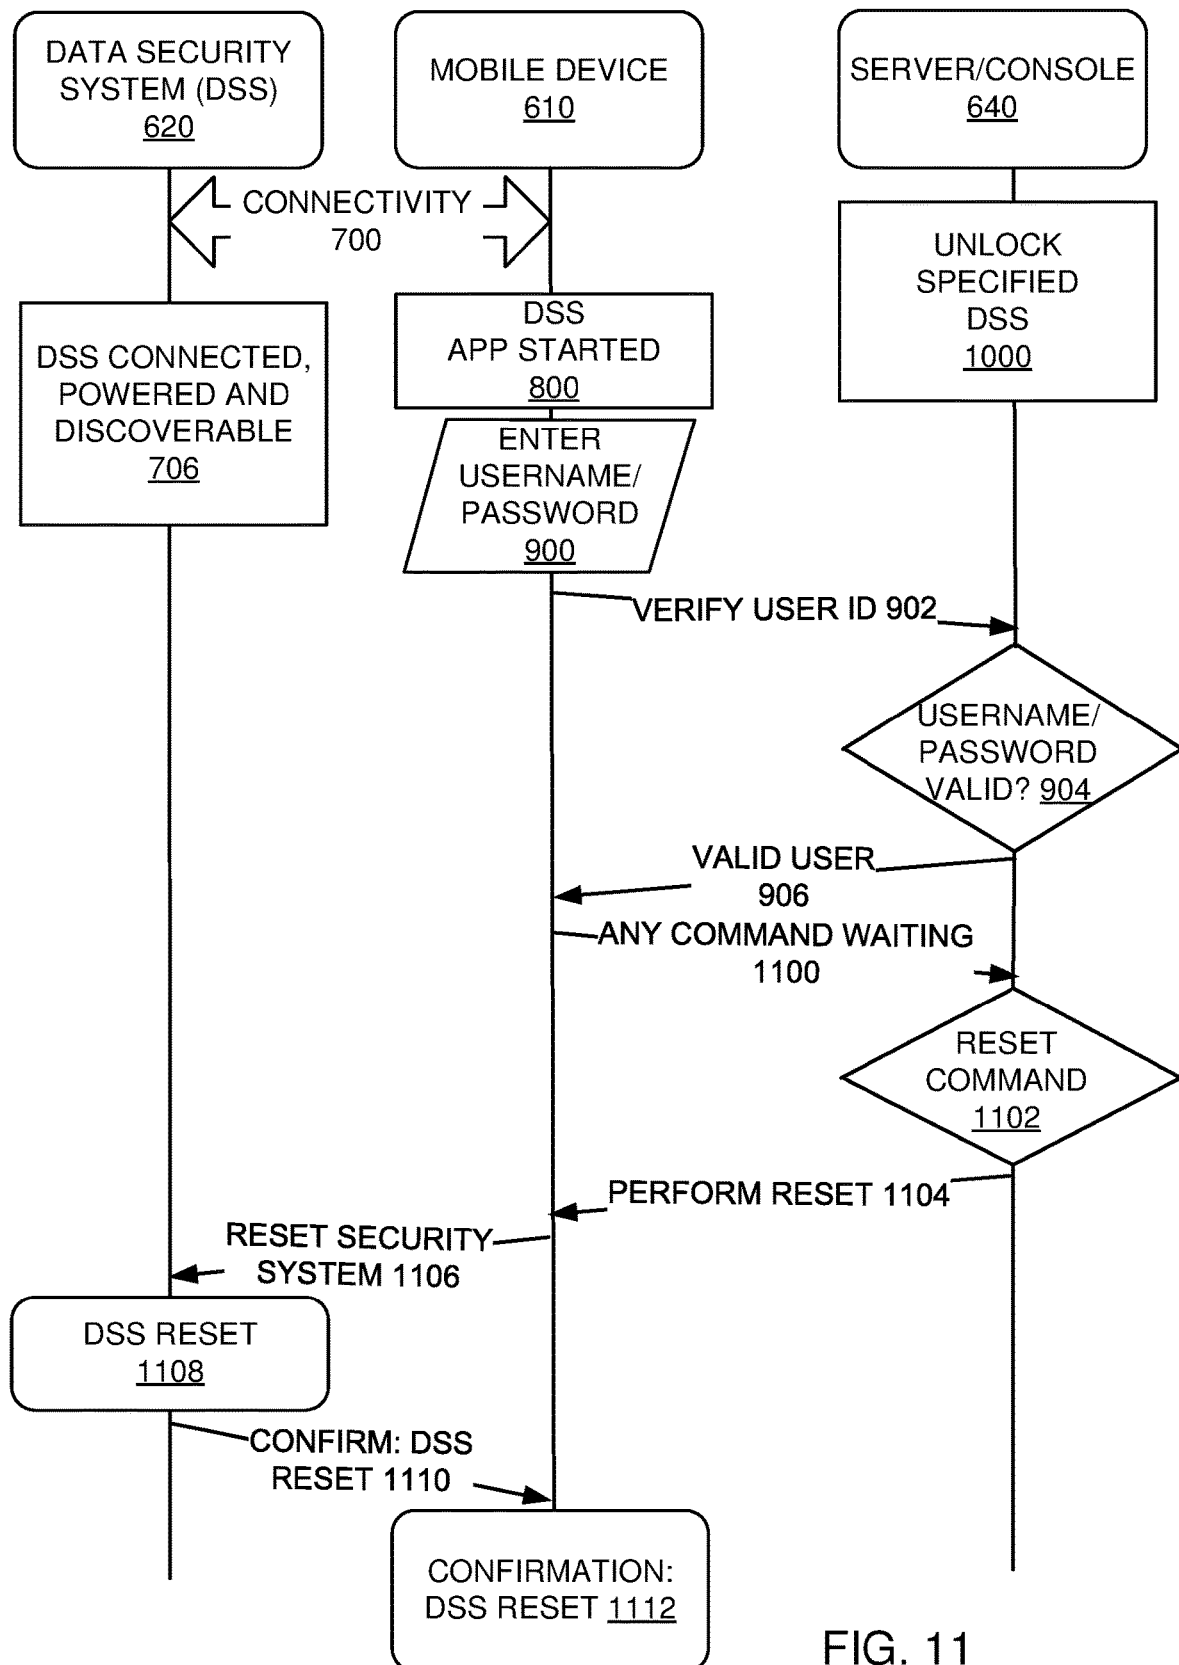 DATA SECURITY
SYSTEM (DSS)
620
MOBILE DEVICE
610
SERVER/CONSOLE
640
CONNECTIVITY
700
UNLOCK
SPECIFIED
DSS
1000
DSS CONNECTED,
POWERED AND
DISCOVERABLE
706
DSS
APP STARTED
800
ENTER
USERNAME/
PASSWORD
900
VERIFY USER ID 902
USERNAME/
PASSWORD
VALID? 904
VALID USER
906
ANY COMMAND WAITING
1100
RESET
COMMAND
1102
PERFORM RESET 1104
RESET SECURITY
SYSTEM 1106
DSS RESET
1108
CONFIRM: DSS
RESET 1110
CONFIRMATION:
DSS RESET 1112
FIG. 11